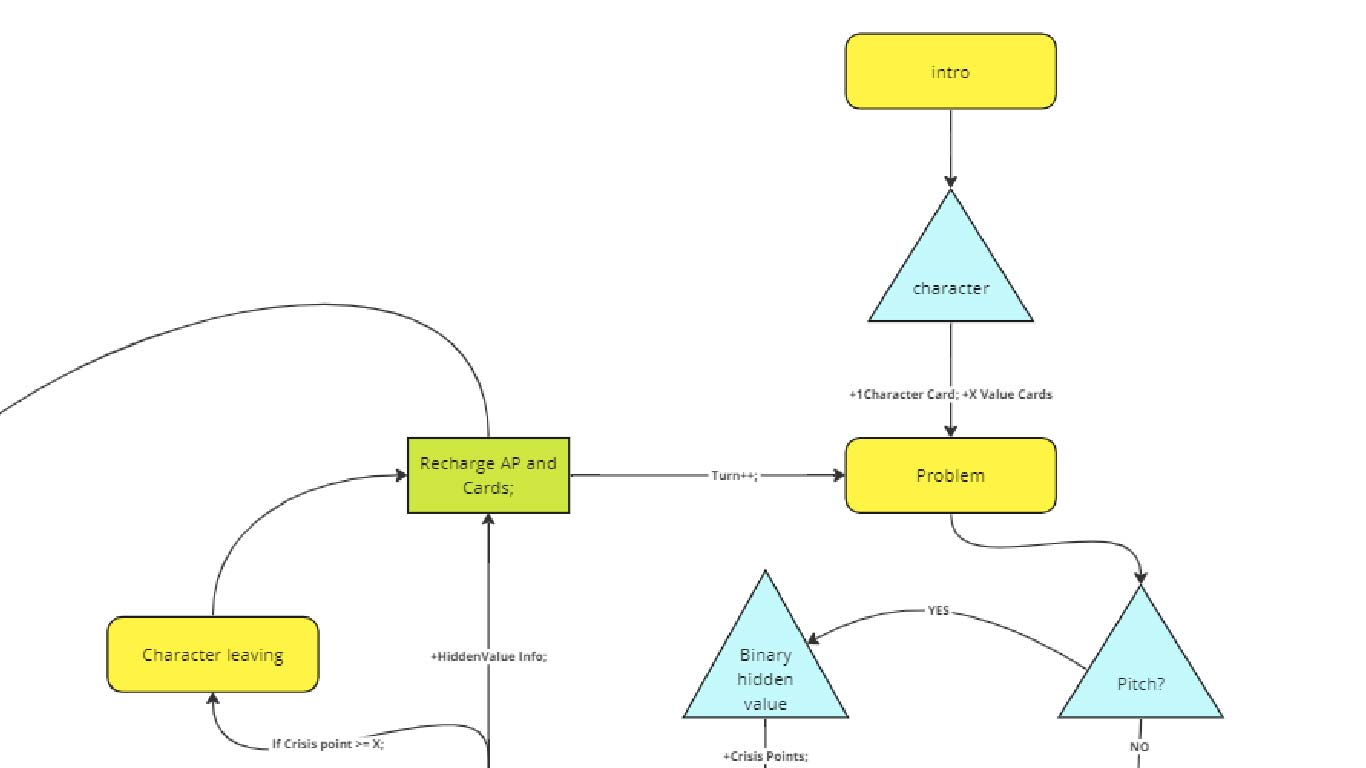 intro
character
+1Character Card; +X Value Cards
Recharge AP and
Cards;
Turn++;
Problem
YES
Character leaving
+HiddenValue Info;
Binary
hidden
value
Pitch?
If Crisis point >= X;
NO
+Crisis Points;